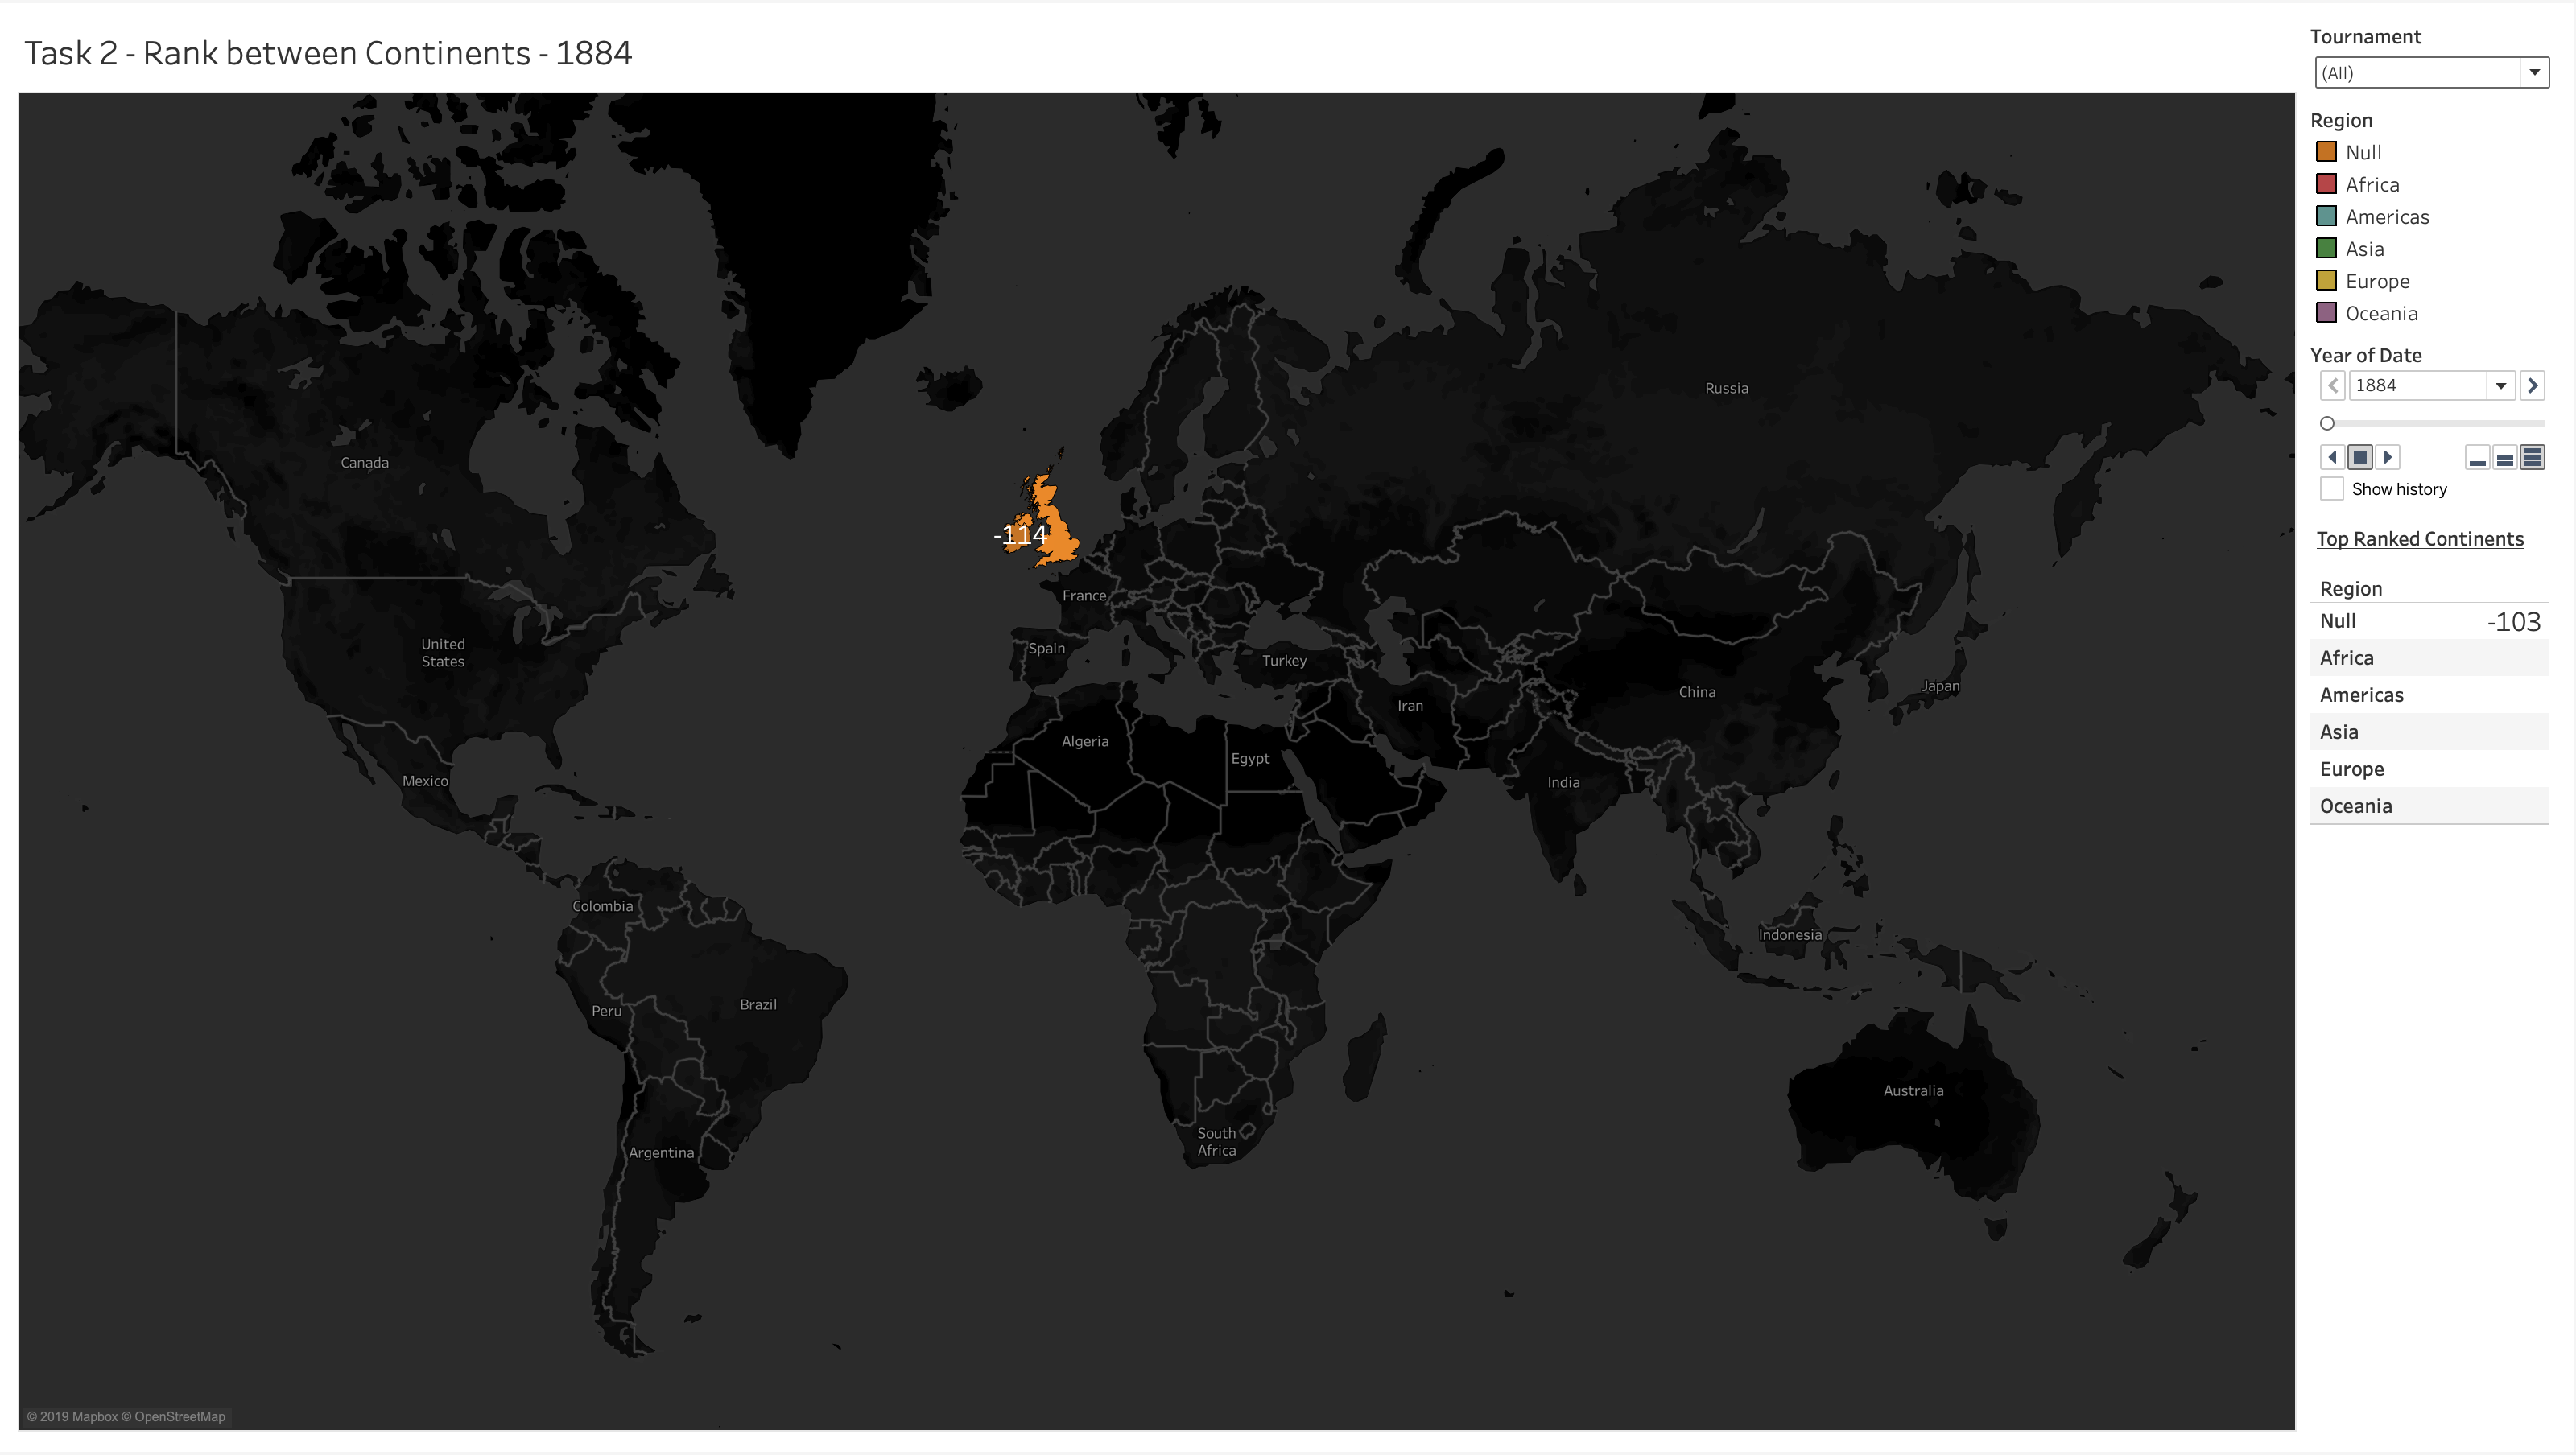 Task 2 - Rank between Continents - 1884
Tournament
(All)
Region
Null
Africa
Americas
Asia
Europe
Oceania
Year of Date
1884
Show history
Top Ranked Continents
Region
Null -103
Africa
Americas
Asia
Europe
Oceania
Russia
Canada
-114
France
United
States
Spain
Turkey
China
Japan
Iran
Algeria
Egypt
Mexico
India
Colombia
Indonesia
Brazil
Peru
Australia
South
Africa
Argentina
© 2019 Mapbox © OpenStreetMap